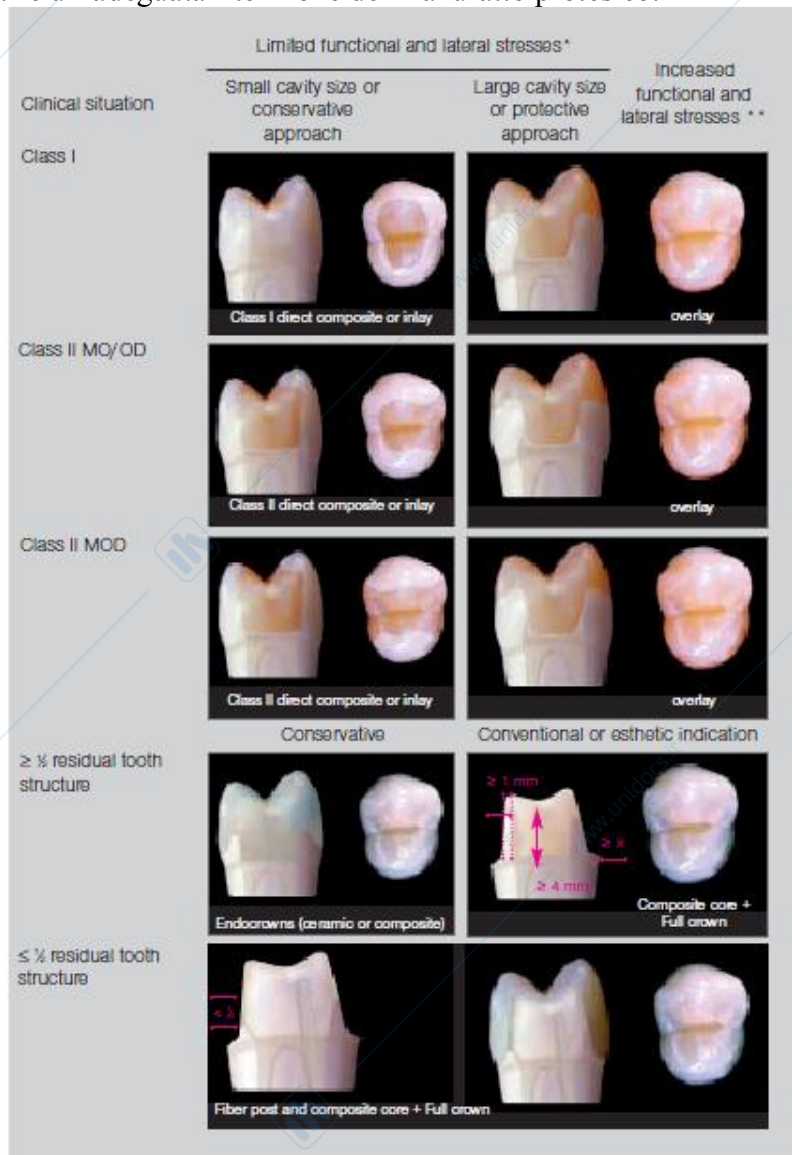 Limited functional and lateral stresses*
Clinical situation
Small cavity size or
conservative
approach
Large cavity size
or protective
approach
Increased
functional and
lateral stresses **
Class I
Class I direct composite or inlay
overlay
Class II MO/OD
Class II direct composite or inlay
overlay
Class II MOD
Class II direct composite or inlay
overlay
Conservative
Conventional or esthetic indication
residual tooth
structure
≥ 1 mm
≥ 4 mm
Endocrowns (ceramic or composite)
Composite core +
Full crown
residual tooth
structure
Fiber post and composite core + Full crown